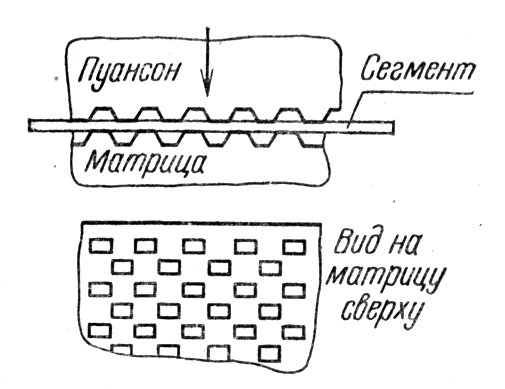 Пуансон
Сегмент
Матрица
Вид на
матрицу
сверху